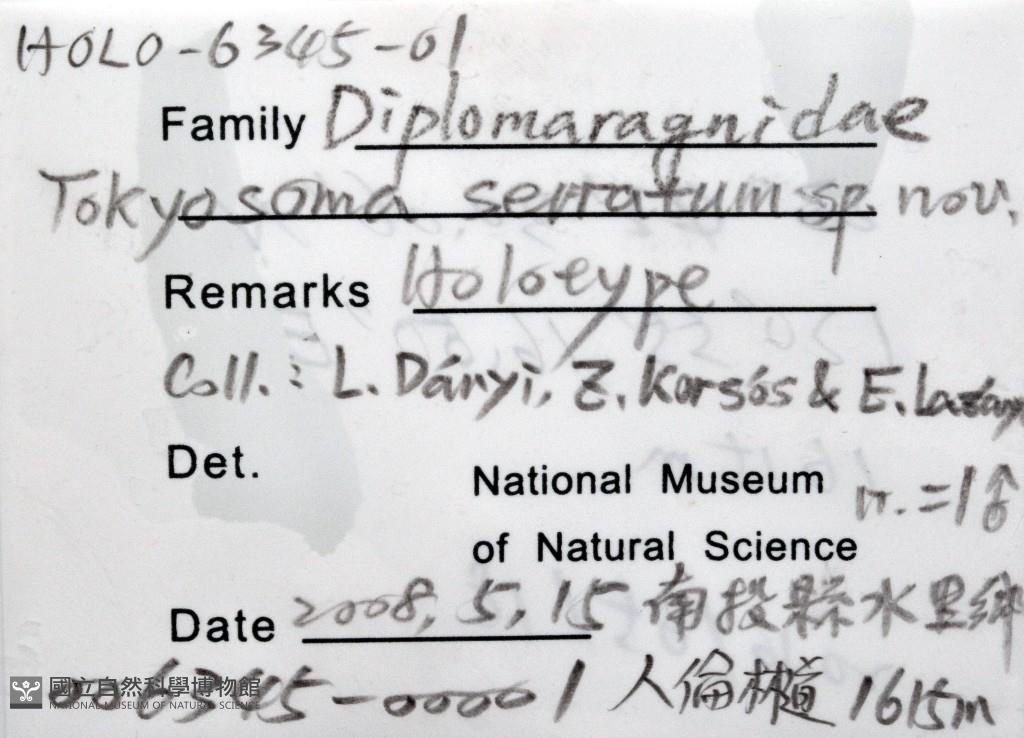 HOLO-6345-01
Family Diplomaragnidae
Tokyosoma serratum sp. nov.
Remarks Holotype
Coll.: L. Dányi, Z. Korsós & E. Lazányi
Det.
National Museum n. = 1♂
of Natural Science
Date 2008, 5, 15 南投縣水里鄉
6345-00001 人倫林道 1615m
國立自然科學博物館
NATIONAL MUSEUM OF NATURAL SCIENCE